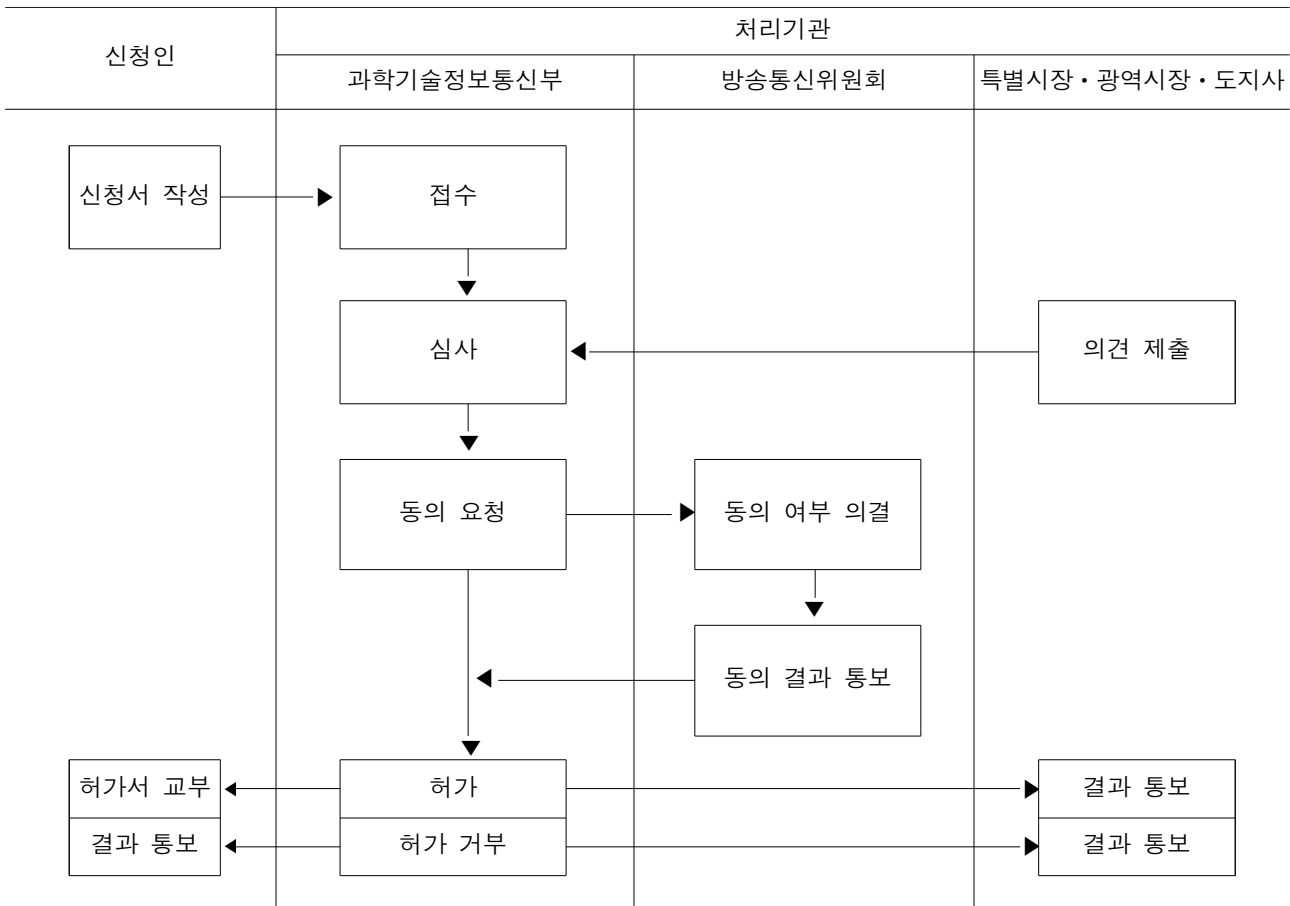 신청인
처리기관
과학기술정보통신부
방송통신위원회
특별시장・광역시장・도지사
신청서 작성
접수
심사
의견 제출
동의 요청
동의 여부 의결
동의 결과 통보
허가서 교부
허가
결과 통보
결과 통보
허가 거부
결과 통보